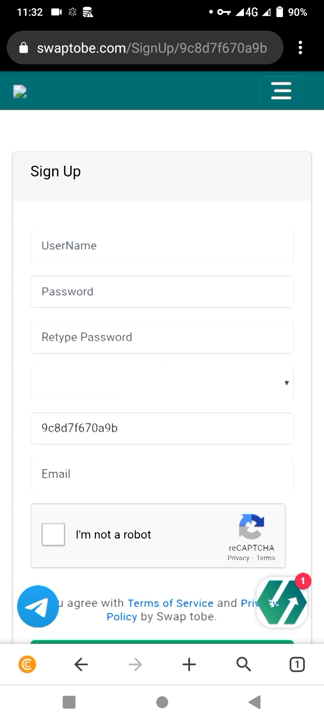 11:32
4G
90%
swaptobe.com/SignUp/9c8d7f670a9b
Sign Up
UserName
Password
Retype Password
9c8d7f670a9b
Email
I'm not a robot
reCAPTCHA
Privacy - Terms
1
u agree with Terms of Service and Priv
Policy by Swap tobe.
1